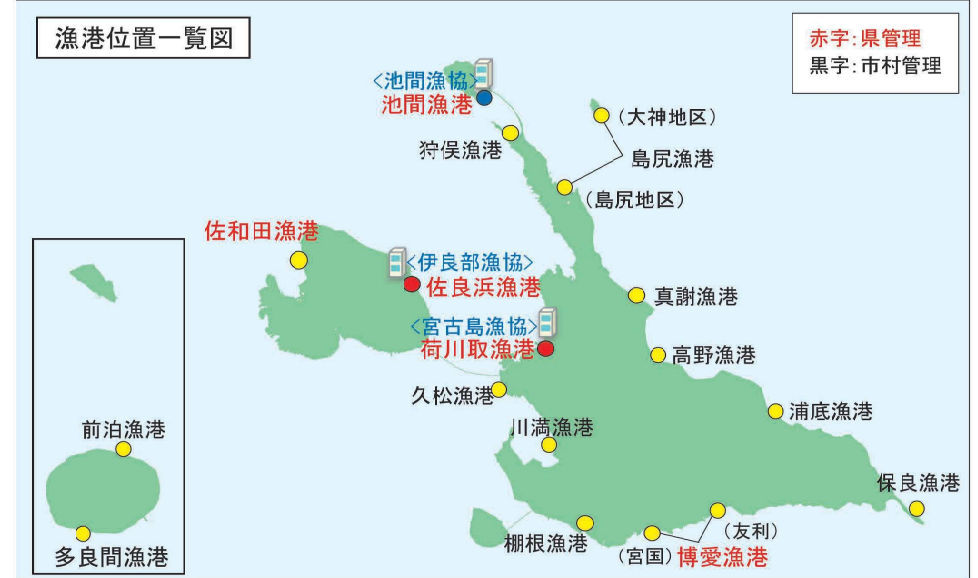 漁港位置一覧図
赤字:県管理
黒字:市村管理
<池間漁協>
池間漁港
(大神地区)
狩俣漁港
島尻漁港
(島尻地区)
佐和田漁港
<伊良部漁協>
佐良浜漁港
真謝漁港
<宮古島漁協>
荷川取漁港
高野漁港
久松漁港
浦底漁港
川満漁港
前泊漁港
保良漁港
(友利)
棚根漁港
(宮国)
博愛漁港
多良間漁港